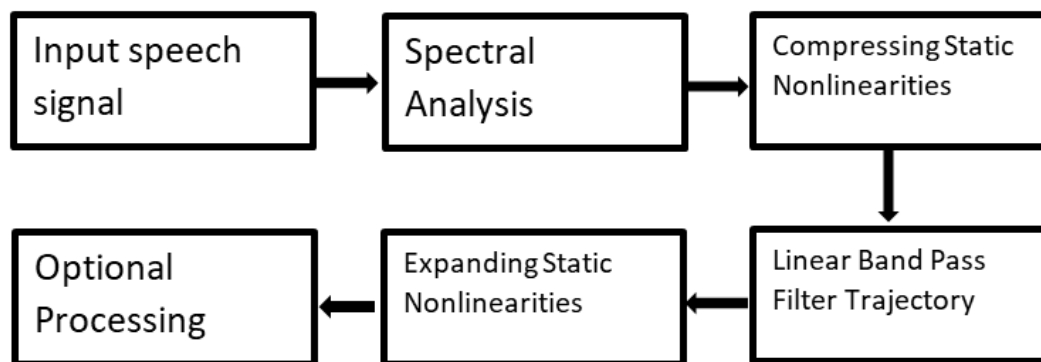 Input speech
signal
Spectral
Analysis
Compressing Static
Nonlinearities
Linear Band Pass
Filter Trajectory
Expanding Static
Nonlinearities
Optional
Processing